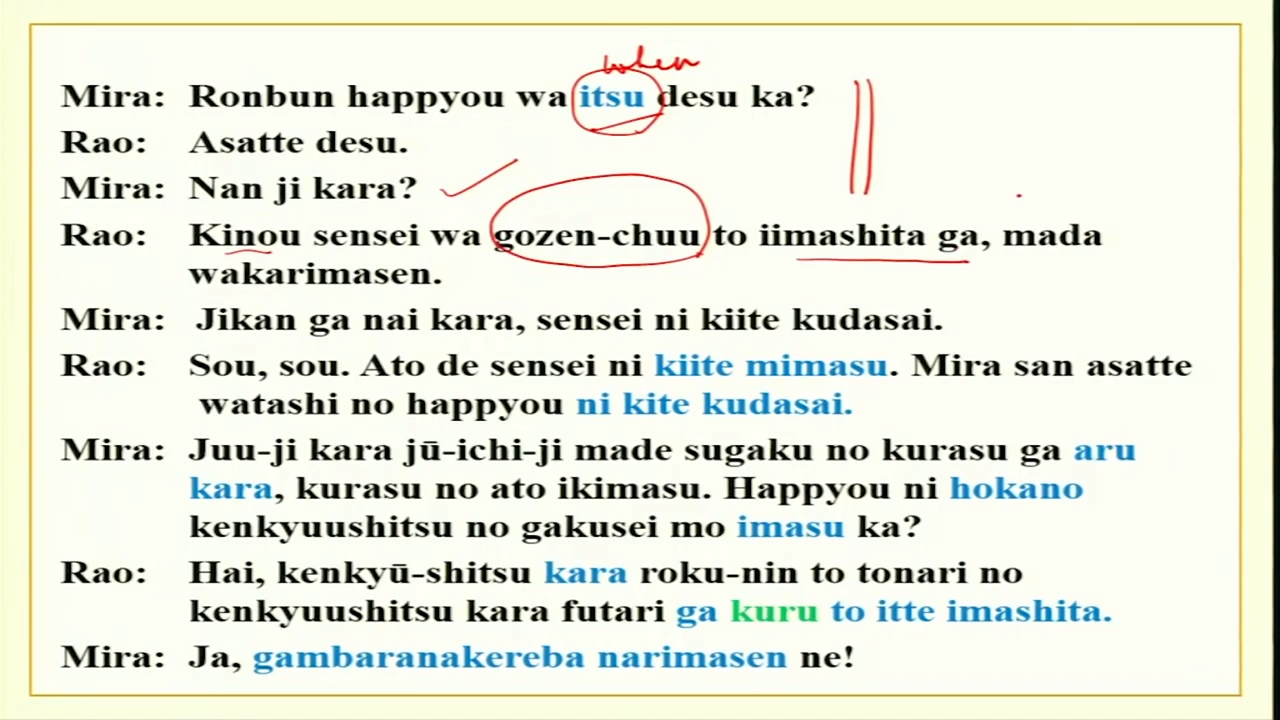 when
Mira: Ronbun happyou wa itsu desu ka?
Rao: Asatte desu.
Mira: Nan ji kara?
Rao: Kinou sensei wa gozen-chuu to iimashita ga, mada
wakarimasen.
Mira: Jikan ga nai kara, sensei ni kiite kudasai.
Rao: Sou, sou. Ato de sensei ni kiite mimasu. Mira san asatte
watashi no happyou ni kite kudasai.
Mira: Juu-ji kara jū-ichi-ji made sugaku no kurasu ga aru
kara, kurasu no ato ikimasu. Happyou ni hokano
kenkyuushitsu no gakusei mo imasu ka?
Rao: Hai, kenkyū-shitsu kara roku-nin to tonari no
kenkyuushitsu kara futari ga kuru to itte imashita.
Mira: Ja, gambaranakereba narimasen ne!